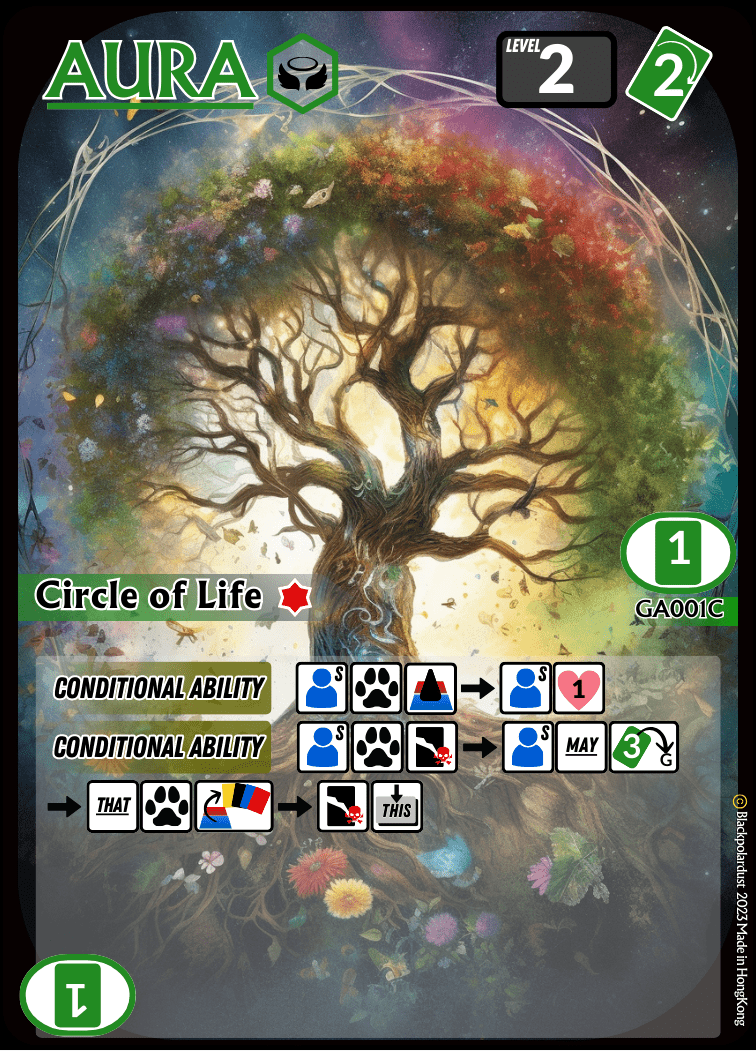 AURA
LEVEL 2
2
1
Circle of Life
GA001C
CONDITIONAL ABILITY S S 1
CONDITIONAL ABILITY S S MAY 3 G
THAT THIS
1
© Blackpolardust 2023 Made in HongKong